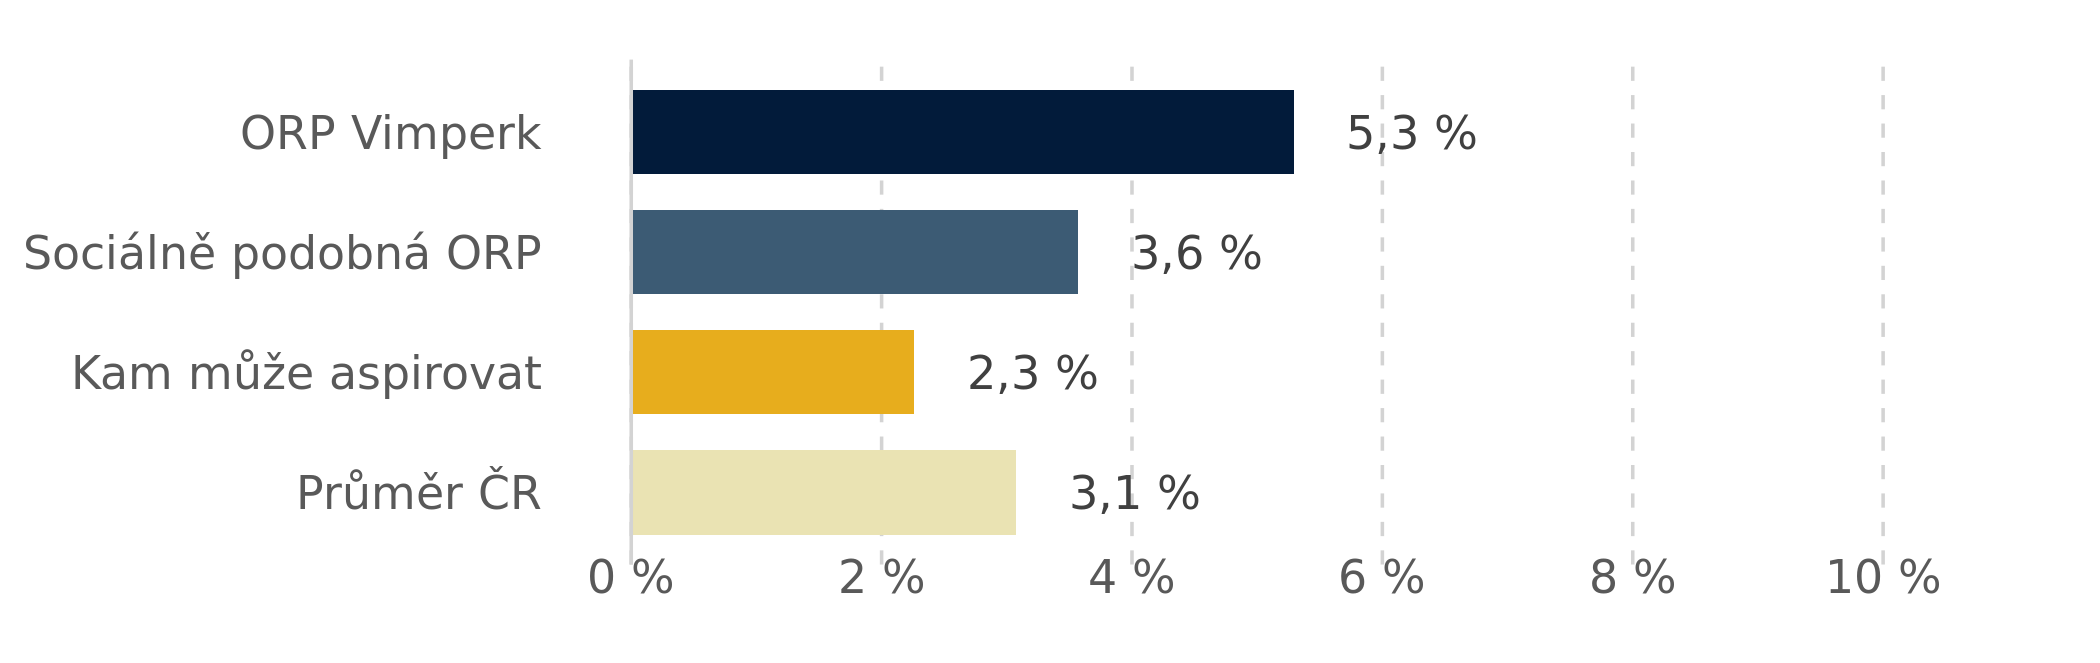 ORP Vimperk
5,3 %
Sociálně podobná ORP
3,6 %
Kam může aspirovat
2,3 %
Průměr ČR
3,1 %
0 %
2 %
4 %
6 %
8 %
10 %